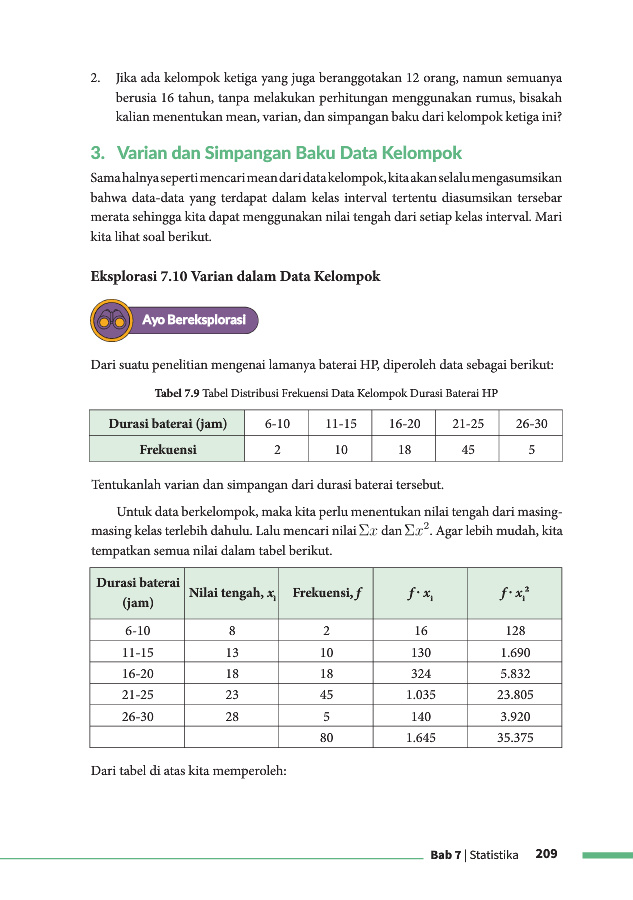 2. Jika ada kelompok ketiga yang juga beranggotakan 12 orang, namun semuanya
berusia 16 tahun, tanpa melakukan perhitungan menggunakan rumus, bisakah
kalian menentukan mean, varian, dan simpangan baku dari kelompok ketiga ini?
3. Varian dan Simpangan Baku Data Kelompok
Sama halnya seperti mencari mean dari data kelompok, kita akan selalu mengasumsikan
bahwa data-data yang terdapat dalam kelas interval tertentu diasumsikan tersebar
merata sehingga kita dapat menggunakan nilai tengah dari setiap kelas interval. Mari
kita lihat soal berikut.
Eksplorasi 7.10 Varian dalam Data Kelompok
Ayo Bereksplorasi
Dari suatu penelitian mengenai lamanya baterai HP, diperoleh data sebagai berikut:
Tabel 7.9 Tabel Distribusi Frekuensi Data Kelompok Durasi Baterai HP
Durasi baterai (jam) 6-10 11-15 16-20 21-25 26-30
Frekuensi 2 10 18 45 5
Tentukanlah varian dan simpangan dari durasi baterai tersebut.
Untuk data berkelompok, maka kita perlu menentukan nilai tengah dari masing-
masing kelas terlebih dahulu. Lalu mencari nilai Σx dan Σx². Agar lebih mudah, kita
tempatkan semua nilai dalam tabel berikut.
Durasi baterai
(jam) Nilai tengah, xᵢ Frekuensi, f f · xᵢ f · xᵢ²
6-10 8 2 16 128
11-15 13 10 130 1.690
16-20 18 18 324 5.832
21-25 23 45 1.035 23.805
26-30 28 5 140 3.920
80 1.645 35.375
Dari tabel di atas kita memperoleh:
Bab 7 | Statistika 209